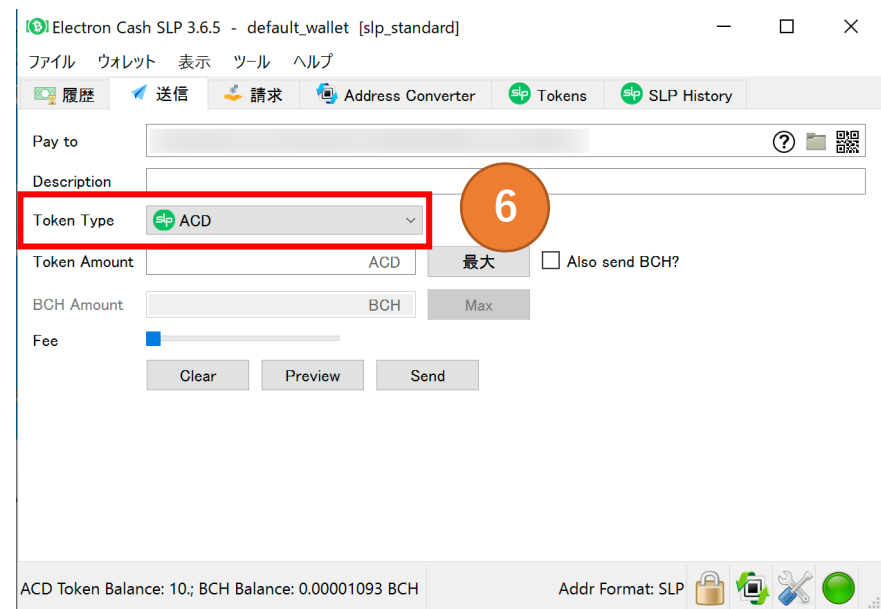 Electron Cash SLP 3.6.5 - default_wallet [slp_standard]
ファイル ウォレット 表示 ツール ヘルプ
履歴 送信 請求 Address Converter slp Tokens slp SLP History
Pay to
Description
Token Type slp ACD
6
Token Amount ACD 最大 Also send BCH?
BCH Amount BCH Max
Fee
Clear Preview Send
ACD Token Balance: 10.; BCH Balance: 0.00001093 BCH Addr Format: SLP